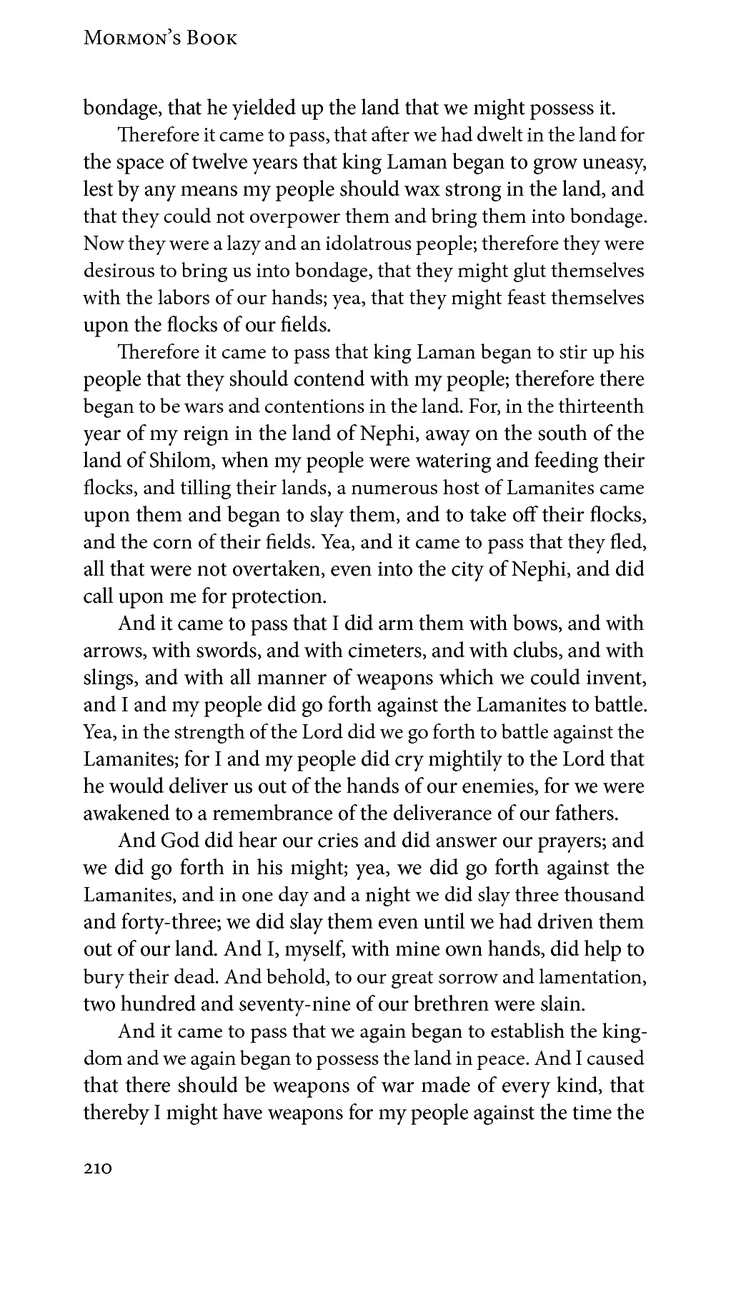 Mormon's Book
bondage, that he yielded up the land that we might possess it.
Therefore it came to pass, that after we had dwelt in the land for
the space of twelve years that king Laman began to grow uneasy,
lest by any means my people should wax strong in the land, and
that they could not overpower them and bring them into bondage.
Now they were a lazy and an idolatrous people; therefore they were
desirous to bring us into bondage, that they might glut themselves
with the labors of our hands; yea, that they might feast themselves
upon the flocks of our fields.
Therefore it came to pass that king Laman began to stir up his
people that they should contend with my people; therefore there
began to be wars and contentions in the land. For, in the thirteenth
year of my reign in the land of Nephi, away on the south of the
land of Shilom, when my people were watering and feeding their
flocks, and tilling their lands, a numerous host of Lamanites came
upon them and began to slay them, and to take off their flocks,
and the corn of their fields. Yea, and it came to pass that they fled,
all that were not overtaken, even into the city of Nephi, and did
call upon me for protection.
And it came to pass that I did arm them with bows, and with
arrows, with swords, and with cimeters, and with clubs, and with
slings, and with all manner of weapons which we could invent,
and I and my people did go forth against the Lamanites to battle.
Yea, in the strength of the Lord did we go forth to battle against the
Lamanites; for I and my people did cry mightily to the Lord that
he would deliver us out of the hands of our enemies, for we were
awakened to a remembrance of the deliverance of our fathers.
And God did hear our cries and did answer our prayers; and
we did go forth in his might; yea, we did go forth against the
Lamanites, and in one day and a night we did slay three thousand
and forty-three; we did slay them even until we had driven them
out of our land. And I, myself, with mine own hands, did help to
bury their dead. And behold, to our great sorrow and lamentation,
two hundred and seventy-nine of our brethren were slain.
And it came to pass that we again began to establish the king-
dom and we again began to possess the land in peace. And I caused
that there should be weapons of war made of every kind, that
thereby I might have weapons for my people against the time the
210